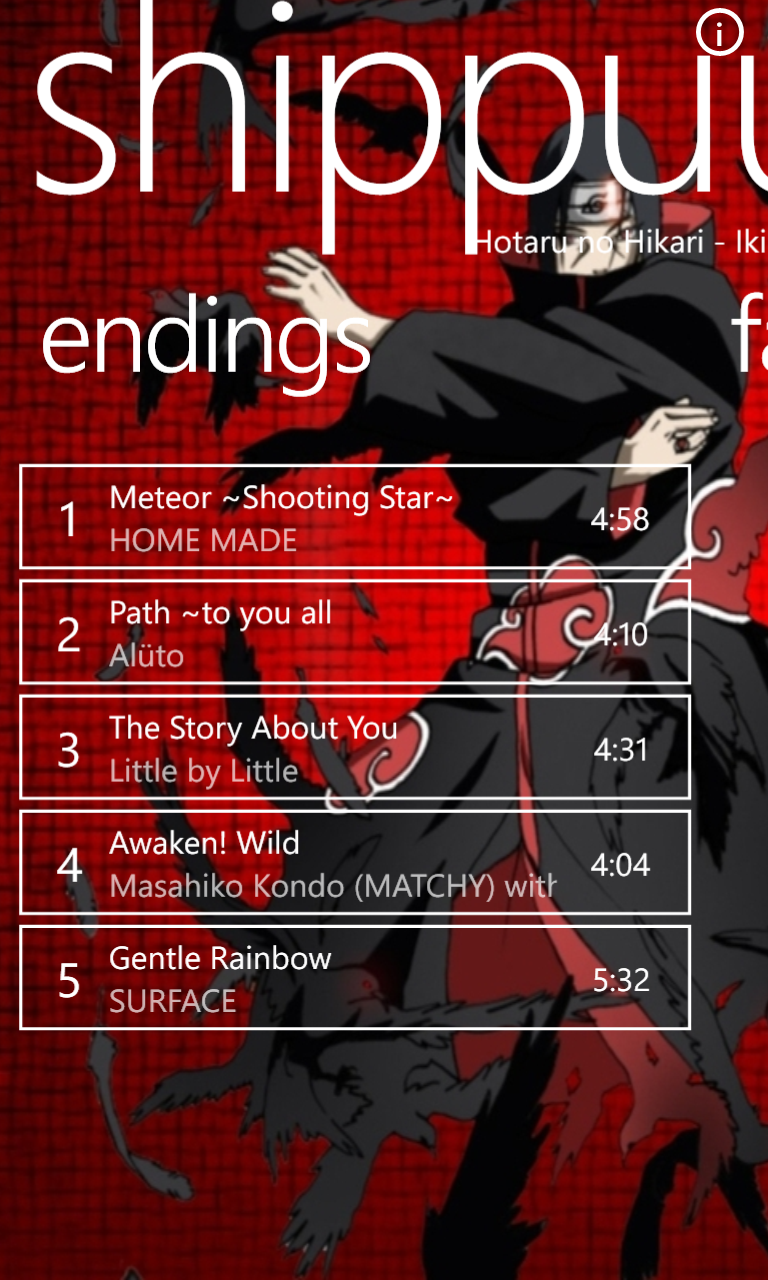 shippuu
Hotaru no Hikari - Iki
endings
fa
1
Meteor ~Shooting Star~
HOME MADE
4:58
2
Path ~to you all
Alüto
4:10
3
The Story About You
Little by Little
4:31
4
Awaken! Wild
Masahiko Kondo (MATCHY) with
4:04
5
Gentle Rainbow
SURFACE
5:32